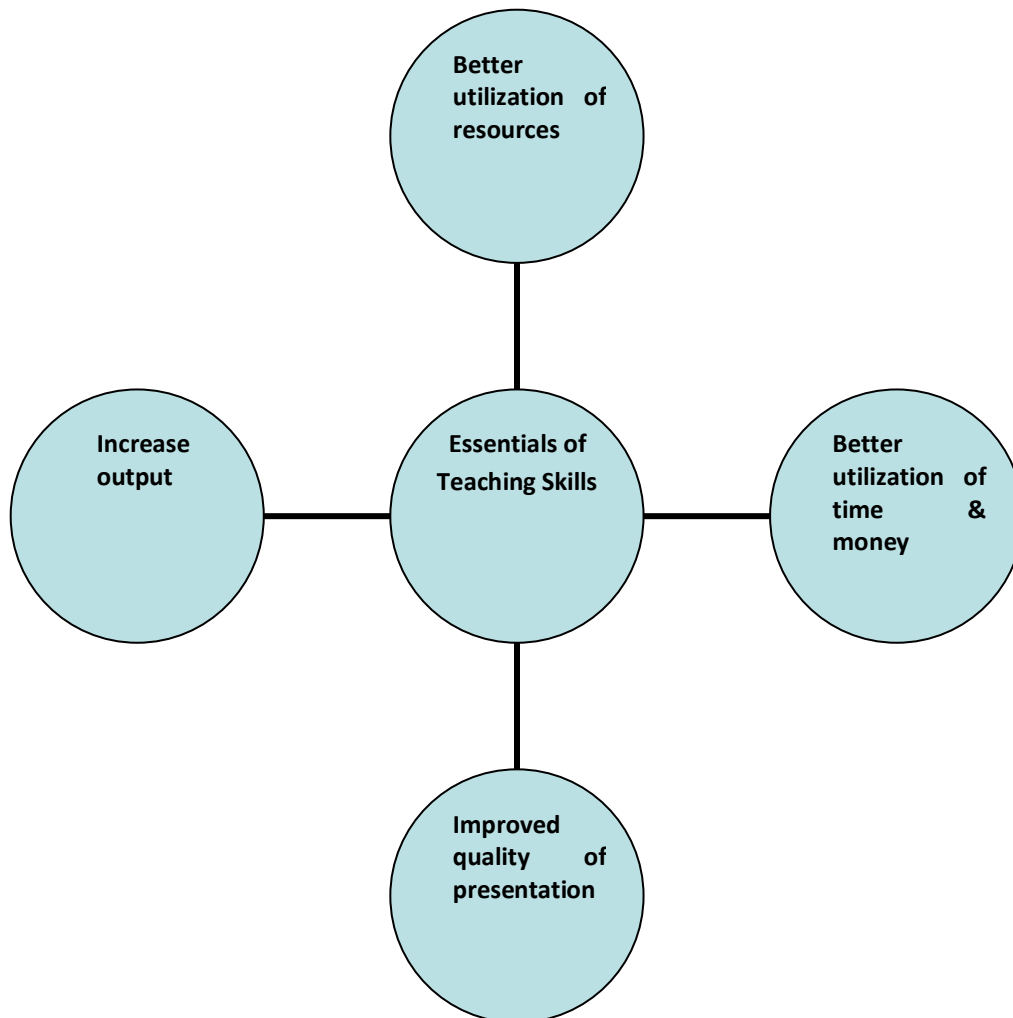 Better
utilization of
resources
Increase
output
Essentials of
Teaching Skills
Better
utilization of
time &
money
Improved
quality of
presentation